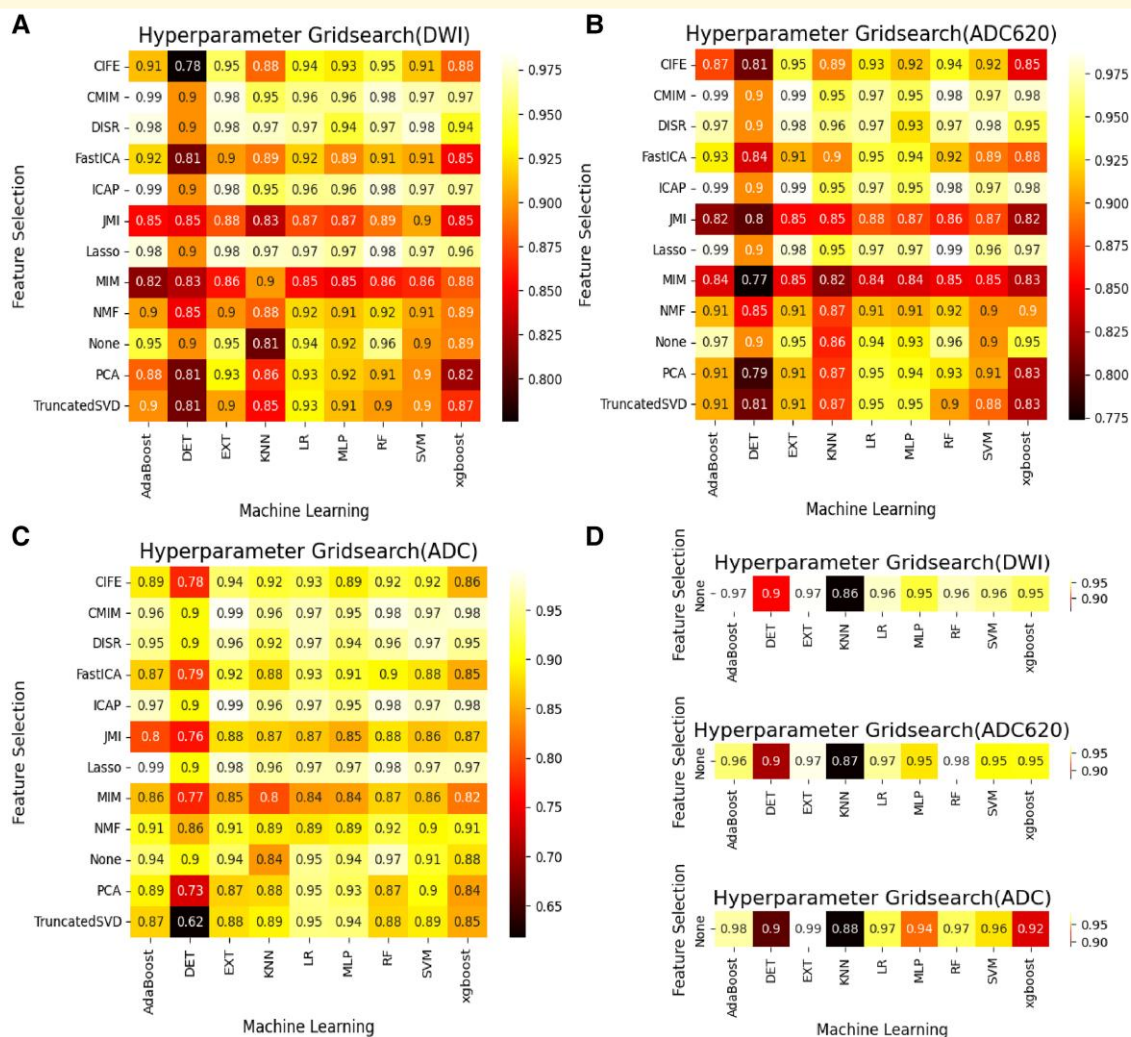 A
Hyperparameter Gridsearch(DWI)
Feature Selection
CIFE 0.91 0.78 0.95 0.88 0.94 0.93 0.95 0.91 0.88
CMIM 0.99 0.9 0.98 0.95 0.96 0.96 0.98 0.97 0.97
DISR 0.98 0.9 0.98 0.97 0.97 0.94 0.97 0.98 0.94
FastICA 0.92 0.81 0.9 0.89 0.92 0.89 0.91 0.91 0.85
ICAP 0.99 0.9 0.98 0.95 0.96 0.96 0.98 0.97 0.97
JMI 0.85 0.85 0.88 0.83 0.87 0.87 0.89 0.9 0.85
Lasso 0.98 0.9 0.98 0.97 0.97 0.97 0.98 0.97 0.96
MIM 0.82 0.83 0.86 0.9 0.85 0.85 0.86 0.86 0.88
NMF 0.9 0.85 0.9 0.88 0.92 0.91 0.92 0.91 0.89
None 0.95 0.9 0.95 0.81 0.94 0.92 0.96 0.9 0.89
PCA 0.88 0.81 0.93 0.86 0.93 0.92 0.91 0.9 0.82
TruncatedSVD 0.9 0.81 0.9 0.85 0.93 0.91 0.9 0.9 0.87
AdaBoost DET EXT KNN LR MLP RF SVM xgboost
Machine Learning
0.975
0.950
0.925
0.900
0.875
0.850
0.825
0.800
B
Hyperparameter Gridsearch(ADC620)
Feature Selection
CIFE 0.87 0.81 0.95 0.89 0.93 0.92 0.94 0.92 0.85
CMIM 0.99 0.9 0.99 0.95 0.97 0.95 0.98 0.97 0.98
DISR 0.97 0.9 0.98 0.96 0.97 0.93 0.97 0.98 0.95
FastICA 0.93 0.84 0.91 0.9 0.95 0.94 0.92 0.89 0.88
ICAP 0.99 0.9 0.99 0.95 0.97 0.95 0.98 0.97 0.98
JMI 0.82 0.8 0.85 0.85 0.88 0.87 0.86 0.87 0.82
Lasso 0.99 0.9 0.98 0.95 0.97 0.97 0.99 0.96 0.97
MIM 0.84 0.77 0.85 0.82 0.84 0.84 0.85 0.85 0.83
NMF 0.91 0.85 0.91 0.87 0.91 0.91 0.92 0.9 0.9
None 0.97 0.9 0.95 0.86 0.94 0.93 0.96 0.9 0.95
PCA 0.91 0.79 0.91 0.87 0.95 0.94 0.93 0.91 0.83
TruncatedSVD 0.91 0.81 0.91 0.87 0.95 0.95 0.9 0.88 0.83
AdaBoost DET EXT KNN LR MLP RF SVM xgboost
Machine Learning
0.975
0.950
0.925
0.900
0.875
0.850
0.825
0.800
0.775
C
Hyperparameter Gridsearch(ADC)
Feature Selection
CIFE 0.89 0.78 0.94 0.92 0.93 0.89 0.92 0.92 0.86
CMIM 0.96 0.9 0.99 0.96 0.97 0.95 0.98 0.97 0.98
DISR 0.95 0.9 0.96 0.92 0.97 0.94 0.96 0.97 0.95
FastICA 0.87 0.79 0.92 0.88 0.93 0.91 0.9 0.88 0.85
ICAP 0.97 0.9 0.99 0.96 0.97 0.95 0.98 0.97 0.98
JMI 0.8 0.76 0.88 0.87 0.87 0.85 0.88 0.86 0.87
Lasso 0.99 0.9 0.98 0.96 0.97 0.97 0.98 0.97 0.97
MIM 0.86 0.77 0.85 0.8 0.84 0.84 0.87 0.86 0.82
NMF 0.91 0.86 0.91 0.89 0.89 0.89 0.92 0.9 0.91
None 0.94 0.9 0.94 0.84 0.95 0.94 0.97 0.91 0.88
PCA 0.89 0.73 0.87 0.88 0.95 0.93 0.87 0.9 0.84
TruncatedSVD 0.87 0.62 0.88 0.89 0.95 0.94 0.88 0.89 0.85
AdaBoost DET EXT KNN LR MLP RF SVM xgboost
Machine Learning
0.95
0.90
0.85
0.80
0.75
0.70
0.65
D
Hyperparameter Gridsearch(DWI)
Feature Selection
None 0.97 0.9 0.97 0.86 0.96 0.95 0.96 0.96 0.95
AdaBoost DET EXT KNN LR MLP RF SVM xgboost
0.95
0.90
Hyperparameter Gridsearch(ADC620)
Feature Selection
None 0.96 0.9 0.97 0.87 0.97 0.95 0.98 0.95 0.95
AdaBoost DET EXT KNN LR MLP RF SVM xgboost
0.95
0.90
Hyperparameter Gridsearch(ADC)
Feature Selection
None 0.98 0.9 0.99 0.88 0.97 0.94 0.97 0.96 0.92
AdaBoost DET EXT KNN LR MLP RF SVM xgboost
Machine Learning
0.95
0.90